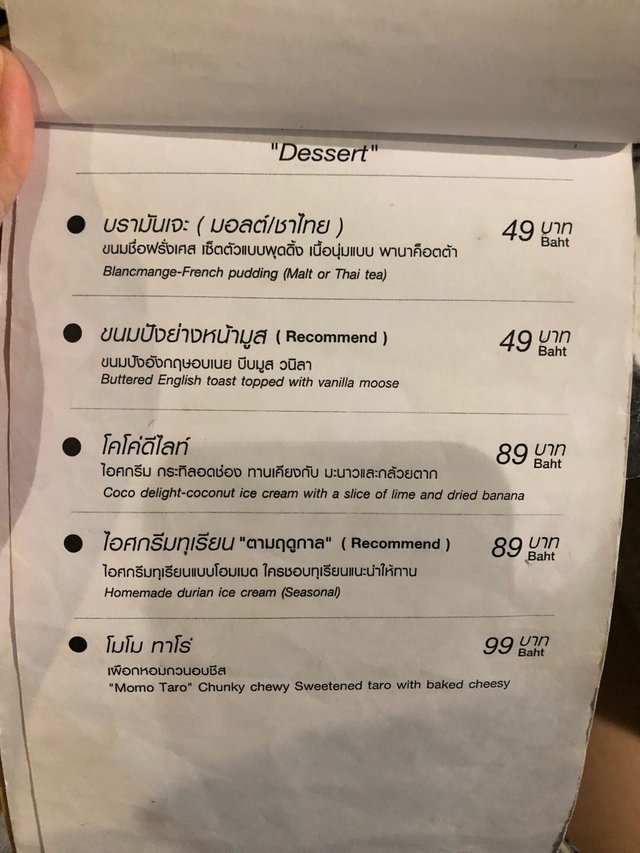 "Dessert"
บรามันเจะ ( มอลต์/ชาไทย ) 49 บาท
Baht
ขนมชื่อฝรั่งเศส เซ็ตตัวแบบพุดดิ้ง เนื้อนุ่มแบบ พานาค็อตต้า
Blancmange-French pudding (Malt or Thai tea)
ขนมปังย่างหน้ามูส ( Recommend ) 49 บาท
Baht
ขนมปังอังกฤษอบเนย บีบมูส วนิลา
Buttered English toast topped with vanilla moose
โคโค่ดีไลท์ 89 บาท
Baht
ไอศกรีม กระทิลอดช่อง ทานเคียงกับ มะนาวและกล้วยตาก
Coco delight-coconut ice cream with a slice of lime and dried banana
ไอศกรีมทุเรียน "ตามฤดูกาล" ( Recommend ) 89 บาท
Baht
ไอศกรีมทุเรียนแบบโฮมเมด ใครชอบทุเรียนแนะนำให้ทาน
Homemade durian ice cream (Seasonal)
โมโม ทาโร่ 99 บาท
Baht
เผือกหอมกวนอบชีส
"Momo Taro" Chunky chewy Sweetened taro with baked cheesy